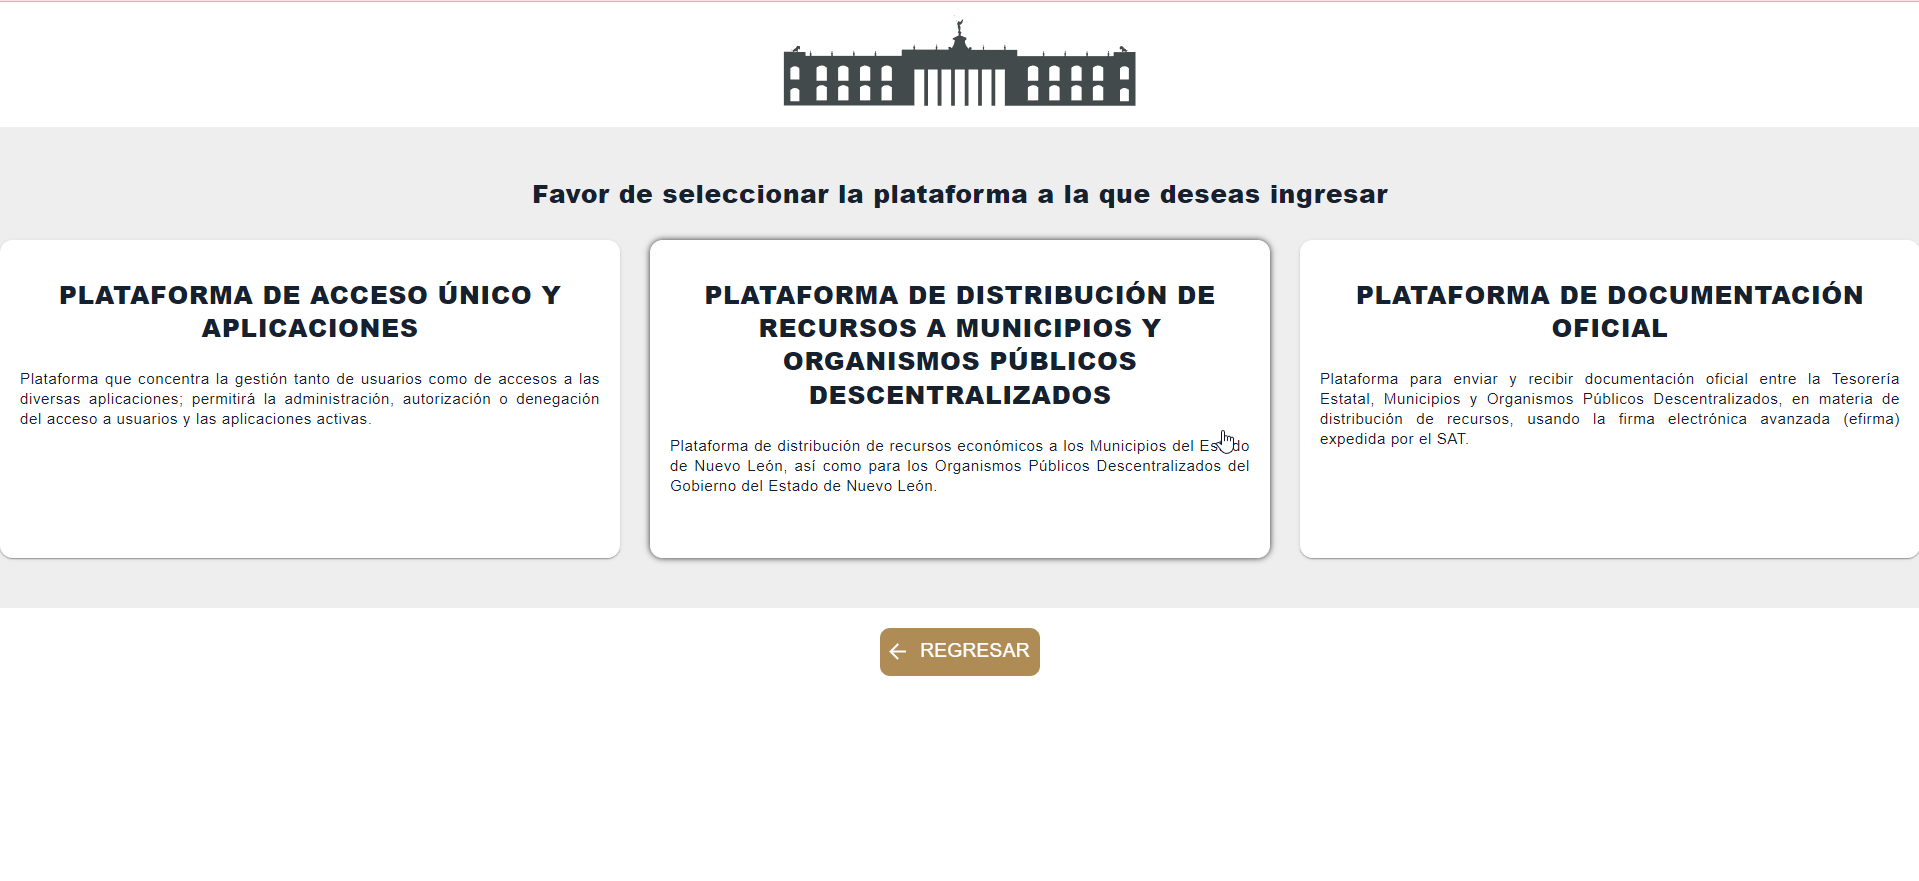 Favor de seleccionar la plataforma a la que deseas ingresar
PLATAFORMA DE ACCESO ÚNICO Y
APLICACIONES
Plataforma que concentra la gestión tanto de usuarios como de accesos a las
diversas aplicaciones; permitirá la administración, autorización o denegación
del acceso a usuarios y las aplicaciones activas.
PLATAFORMA DE DISTRIBUCIÓN DE
RECURSOS A MUNICIPIOS Y
ORGANISMOS PÚBLICOS
DESCENTRALIZADOS
Plataforma de distribución de recursos económicos a los Municipios del Estado
de Nuevo León, así como para los Organismos Públicos Descentralizados del
Gobierno del Estado de Nuevo León.
PLATAFORMA DE DOCUMENTACIÓN
OFICIAL
Plataforma para enviar y recibir documentación oficial entre la Tesorería
Estatal, Municipios y Organismos Públicos Descentralizados, en materia de
distribución de recursos, usando la firma electrónica avanzada (efirma)
expedida por el SAT.
REGRESAR